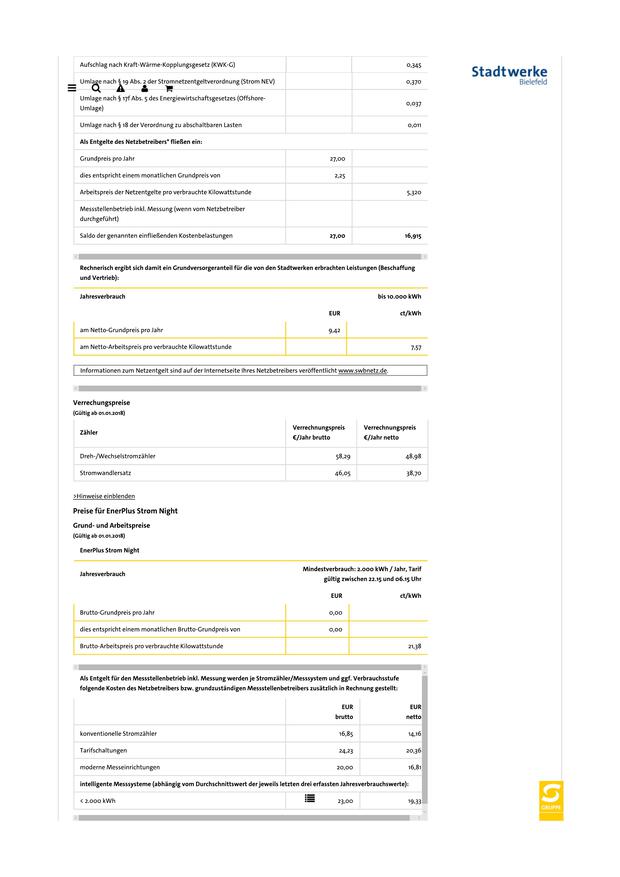 Aufschlag nach Kraft-Wärme-Kopplungsgesetz (KWK-G) 0,345
Stadtwerke
Bielefeld
Umlage nach § 19 Abs. 2 der Stromnetzentgeltverordnung (Strom NEV) 0,370
Umlage nach § 17f Abs. 5 des Energiewirtschaftsgesetzes (Offshore-
Umlage) 0,037
Umlage nach § 18 der Verordnung zu abschaltbaren Lasten 0,011
Als Entgelte des Netzbetreibers* fließen ein:
Grundpreis pro Jahr 27,00
dies entspricht einem monatlichen Grundpreis von 2,25
Arbeitspreis der Netzentgelte pro verbrauchte Kilowattstunde 5,320
Messstellenbetrieb inkl. Messung (wenn vom Netzbetreiber
durchgeführt)
Saldo der genannten einfließenden Kostenbelastungen 27,00 16,915
Rechnerisch ergibt sich damit ein Grundversorgeranteil für die von den Stadtwerken erbrachten Leistungen (Beschaffung
und Vertrieb):
Jahresverbrauch bis 10.000 kWh
EUR ct/kWh
am Netto-Grundpreis pro Jahr 9,42
am Netto-Arbeitspreis pro verbrauchte Kilowattstunde 7,57
Informationen zum Netzentgelt sind auf der Internetseite Ihres Netzbetreibers veröffentlicht www.swbnetz.de.
Verrechnungspreise
(Gültig ab 01.01.2018)
Zähler Verrechnungspreis €/Jahr brutto Verrechnungspreis €/Jahr netto
Dreh-/Wechselstromzähler 58,29 48,98
Stromwandlersatz 46,05 38,70
>Hinweise einblenden
Preise für EnerPlus Strom Night
Grund- und Arbeitspreise
(Gültig ab 01.01.2018)
EnerPlus Strom Night
Jahresverbrauch Mindestverbrauch: 2.000 kWh / Jahr, Tarif
gültig zwischen 22.15 und 06.15 Uhr
EUR ct/kWh
Brutto-Grundpreis pro Jahr 0,00
dies entspricht einem monatlichen Brutto-Grundpreis von 0,00
Brutto-Arbeitspreis pro verbrauchte Kilowattstunde 21,38
Als Entgelt für den Messstellenbetrieb inkl. Messung werden je Stromzähler/Messsystem und ggf. Verbrauchsstufe
folgende Kosten des Netzbetreibers bzw. grundzuständigen Messstellenbetreibers zusätzlich in Rechnung gestellt:
EUR EUR
brutto netto
konventionelle Stromzähler 16,85 14,16
Tarifschaltungen 24,23 20,36
moderne Messeinrichtungen 20,00 16,81
intelligente Messsysteme (abhängig vom Durchschnittswert der jeweils letzten drei erfassten Jahresverbrauchswerte):
< 2.000 kWh 23,00 19,33
GRUPPE